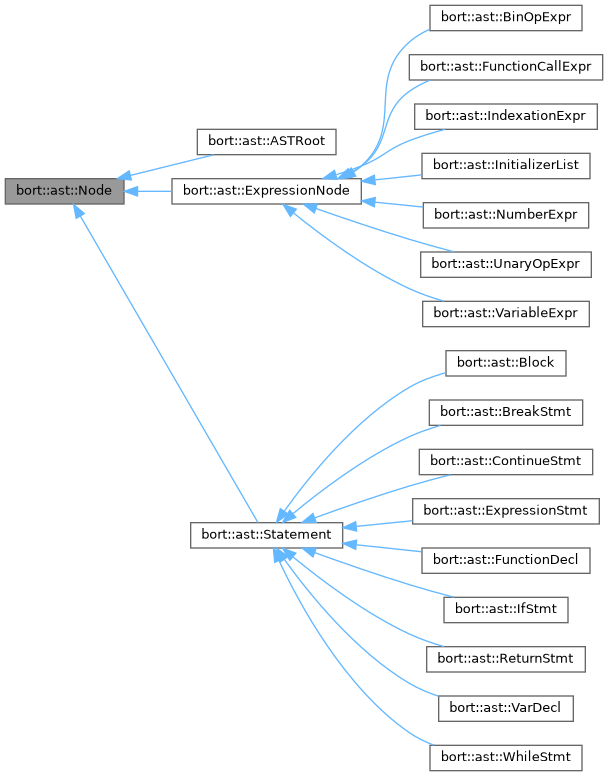 bort::ast::BinOpExpr
bort::ast::FunctionCallExpr
bort::ast::IndexationExpr
bort::ast::ASTRoot
bort::ast::InitializerList
bort::ast::Node
bort::ast::ExpressionNode
bort::ast::NumberExpr
bort::ast::UnaryOpExpr
bort::ast::VariableExpr
bort::ast::Block
bort::ast::BreakStmt
bort::ast::ContinueStmt
bort::ast::ExpressionStmt
bort::ast::Statement
bort::ast::FunctionDecl
bort::ast::IfStmt
bort::ast::ReturnStmt
bort::ast::VarDecl
bort::ast::WhileStmt